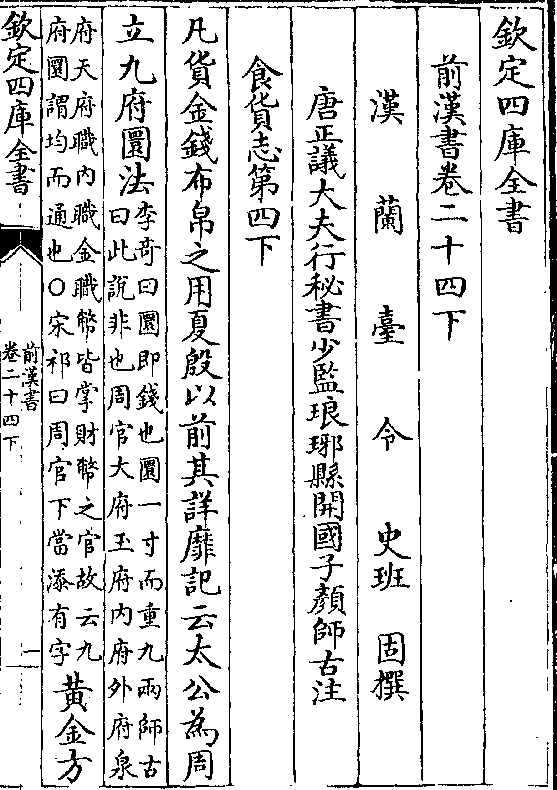 欽定四庫全書
前漢書卷二十四下
漢蘭臺令史班固撰
唐正議大夫行秘書少監琅琊縣開國子顔師古注
食貨志第四下
凡貨金錢布帛之用夏殷以前其詳靡記云太公為周
立九府圜法
李奇曰圜即錢也圜一寸而重九兩師古
曰此說非也周官大府玉府内府外府泉
府天府職内職金職幣皆掌財幣之官故云九
府圜謂均而通也○宋祁曰周官下當添有字
黄金方
欽定四庫全書
前漢書
卷二十四下
一